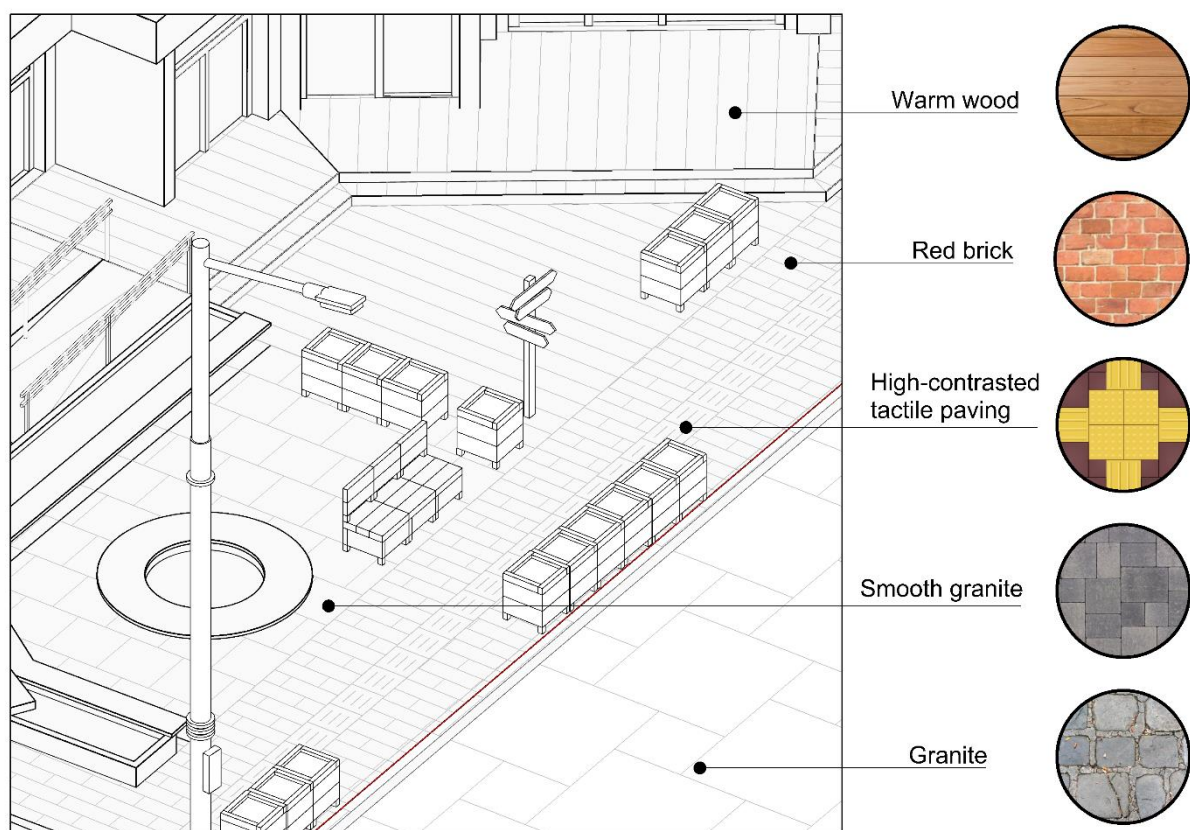 Warm wood
Red brick
High-contrasted
tactile paving
Smooth granite
Granite